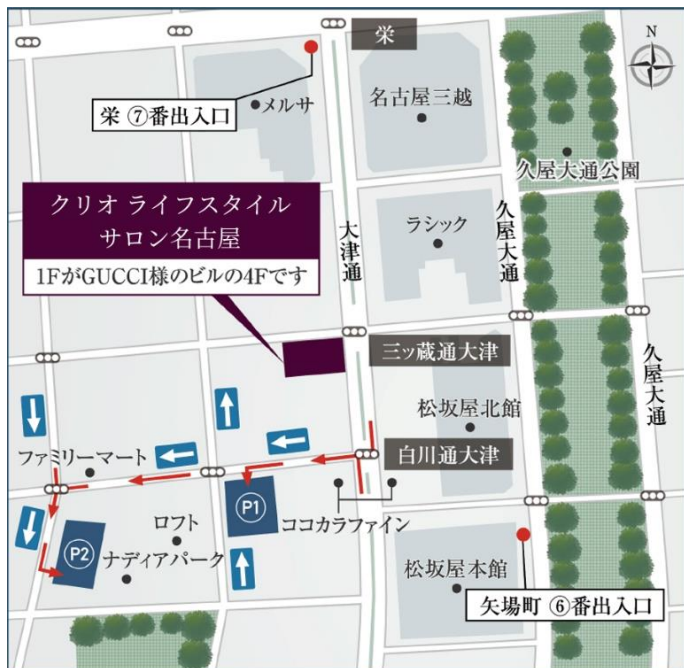 栄
N
名古屋三越
メルサ
栄 ⑦番出入口
久屋大通公園
クリオ ライフスタイル
サロン名古屋
1FがGUCCI様のビルの4Fです
大津通
ラシック
久屋大通
三ッ蔵通大津
久屋大通
松坂屋北館
白川通大津
ファミリーマート
P1
ココカラファイン
ロフト
P2
ナディアパーク
松坂屋本館
矢場町 ⑥番出入口